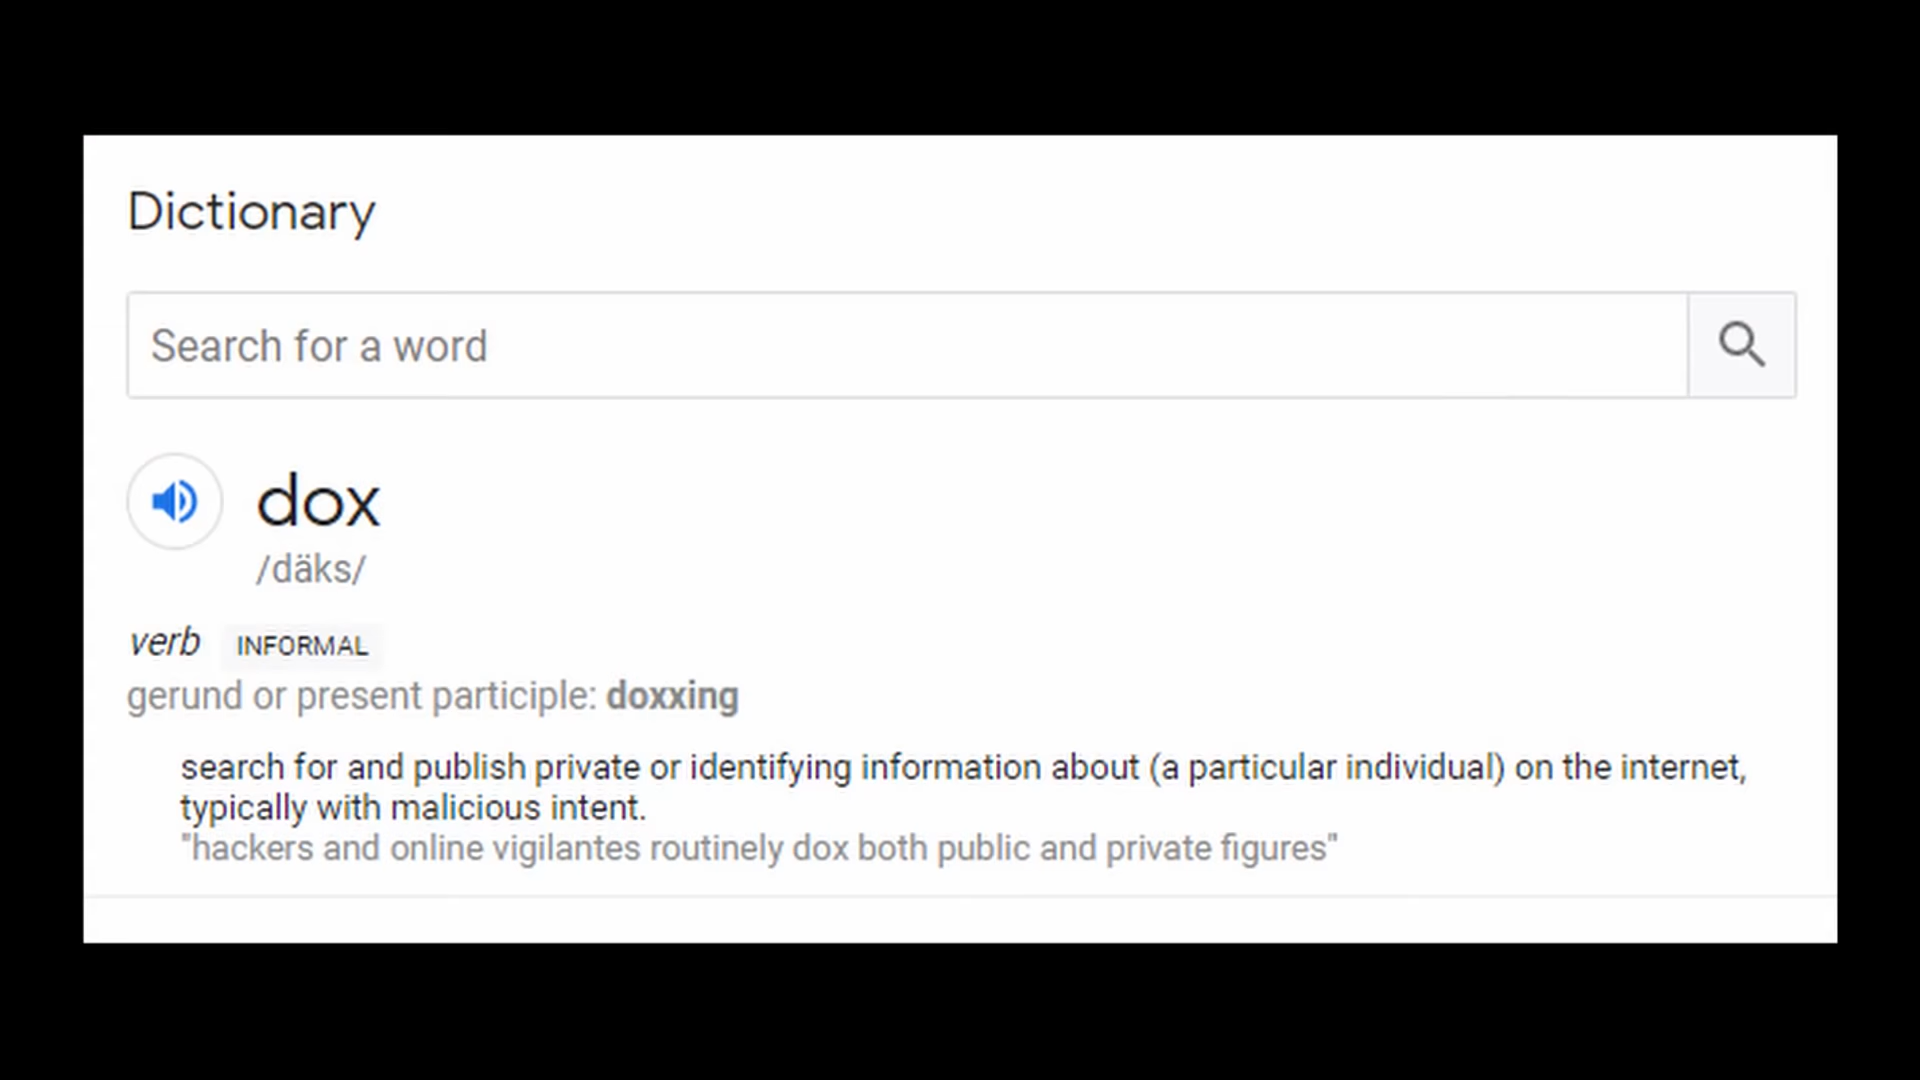 Dictionary
Search for a word
dox
/däks/
verb INFORMAL
gerund or present participle: doxxing
search for and publish private or identifying information about (a particular individual) on the internet,
typically with malicious intent.
"hackers and online vigilantes routinely dox both public and private figures"